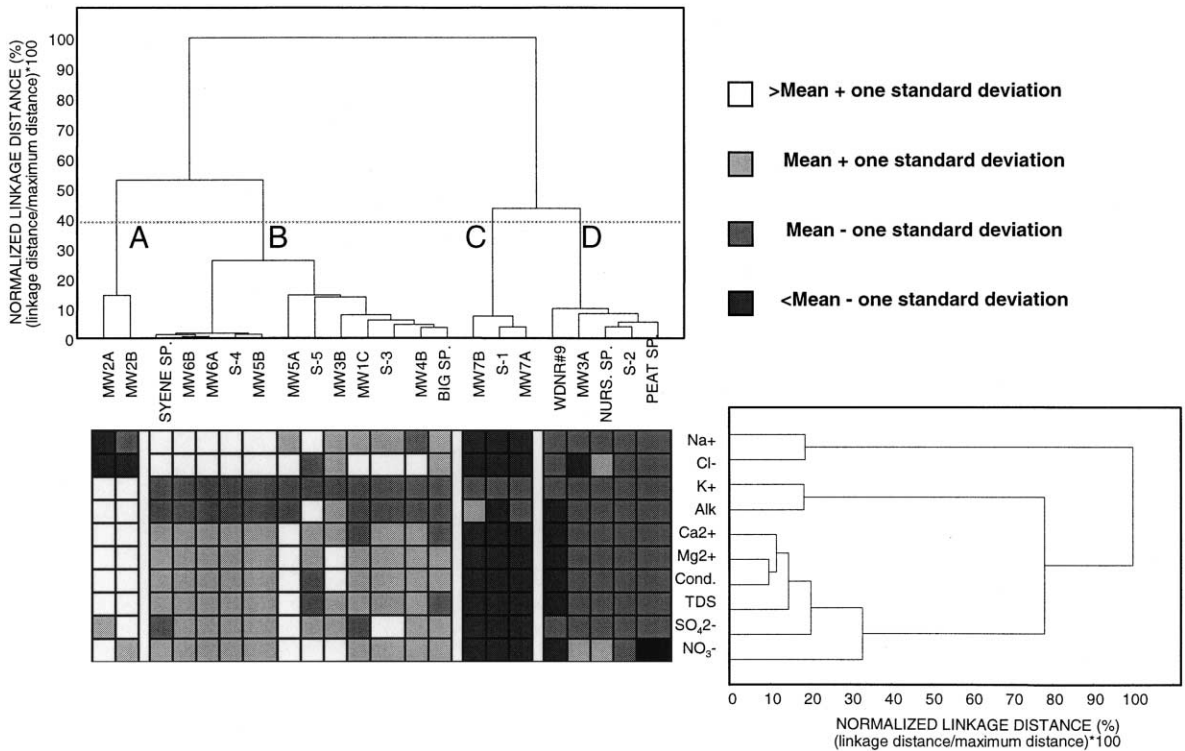 NORMALIZED LINKAGE DISTANCE (%)
(linkage distance/maximum distance)*100
100
90
80
70
60
50
40
30
20
10
0
A
B
C
D
MW2A
MW2B
SYENE SP.
MW6B
MW6A
S-4
MW5B
MW5A
S-5
MW3B
MW1C
S-3
MW4B
BIG SP.
MW7B
S-1
MW7A
WDNR#9
MW3A
NURS. SP.
S-2
PEAT SP.
>Mean + one standard deviation
Mean + one standard deviation
Mean - one standard deviation
<Mean - one standard deviation
Na+
Cl-
K+
Alk
Ca2+
Mg2+
Cond.
TDS
SO₄2-
NO₃-
0 10 20 30 40 50 60 70 80 90 100
NORMALIZED LINKAGE DISTANCE (%)
(linkage distance/maximum distance)*100